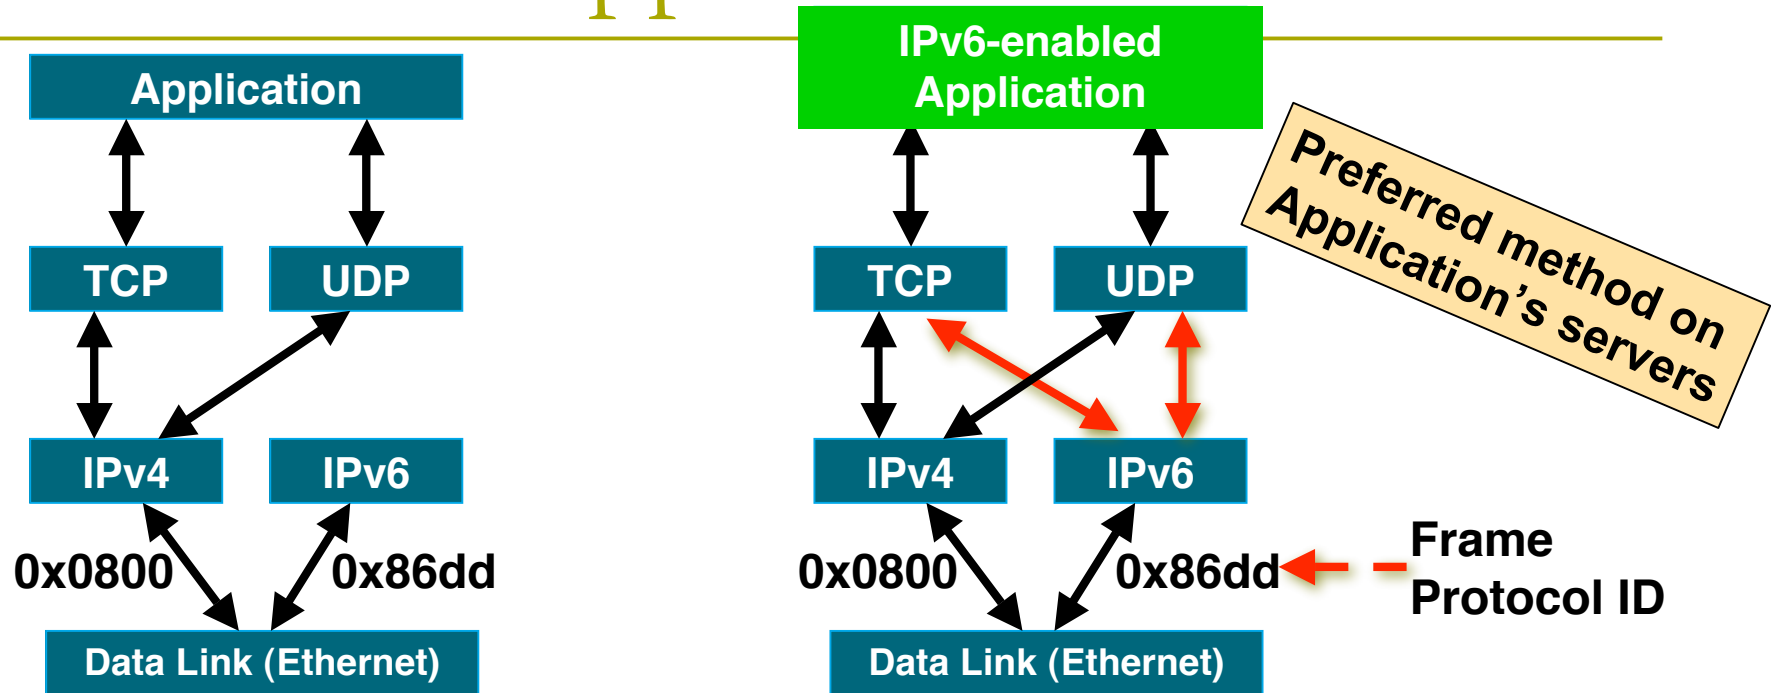 Application
TCP
UDP
IPv4
IPv6
0x0800
0x86dd
Data Link (Ethernet)
IPv6-enabled
Application
TCP
UDP
IPv4
IPv6
0x0800
0x86dd
Data Link (Ethernet)
Preferred method on
Application’s servers
Frame
Protocol ID